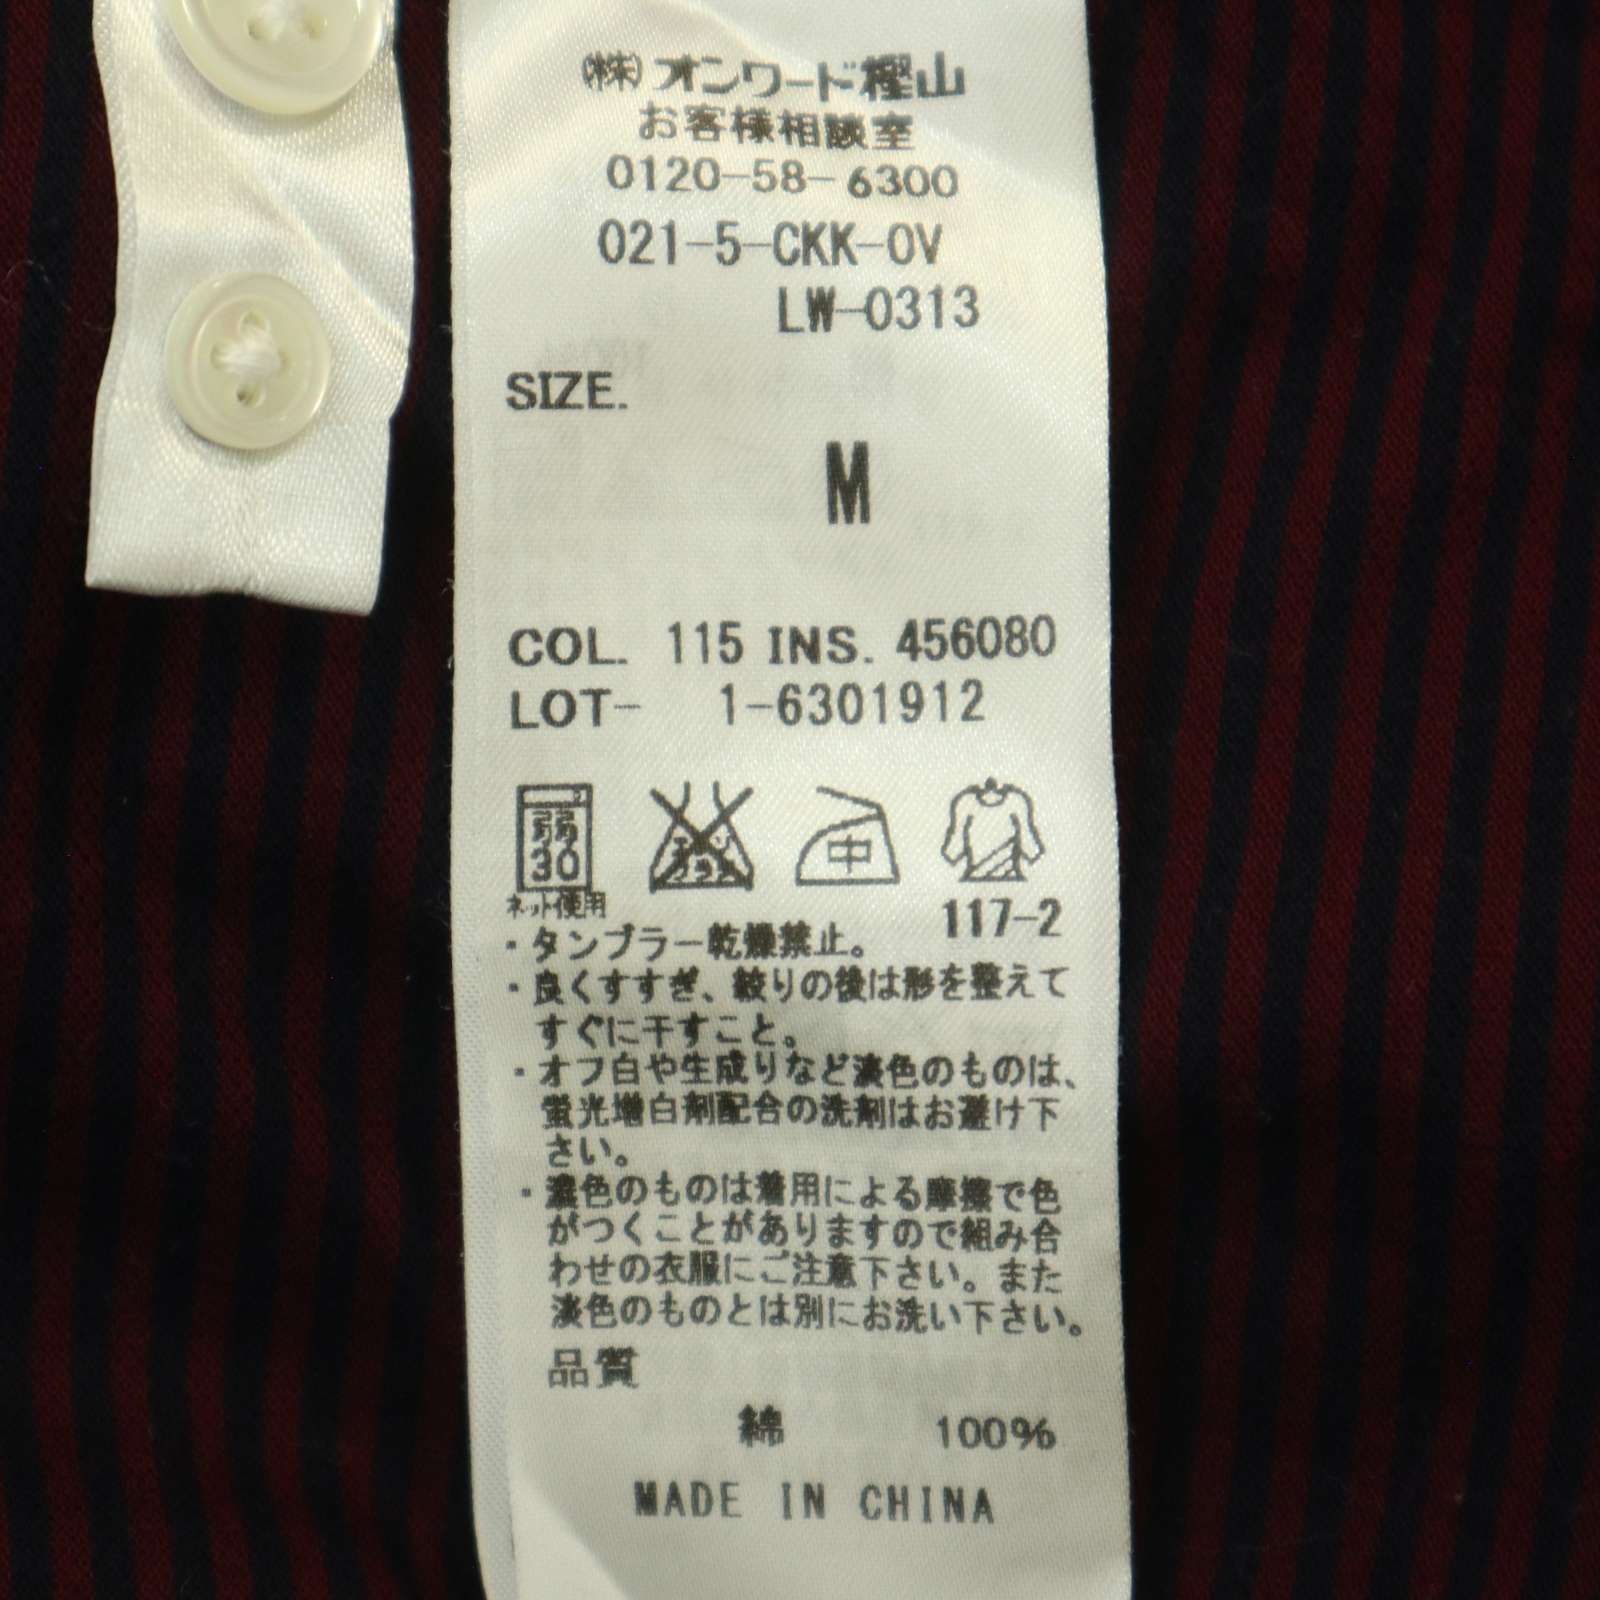 (株)オンワード樫山
お客様相談室
0120-58-6300
021-5-CKK-OV
LW-0313
SIZE.
M
COL. 115 INS. 456080
LOT- 1-6301912
弱
30
エンソ
サラシ
中
ネット使用
117-2
・タンブラー乾燥禁止。
・良くすすぎ、絞りの後は形を整えて
すぐに干すこと。
・オフ白や生成りなど淡色のものは、
蛍光増白剤配合の洗剤はお避け下
さい。
・濃色のものは着用による摩擦で色
がつくことがありますので組み合
わせの衣服にご注意下さい。また
淡色のものとは別にお洗い下さい。
品質
綿 100%
MADE IN CHINA